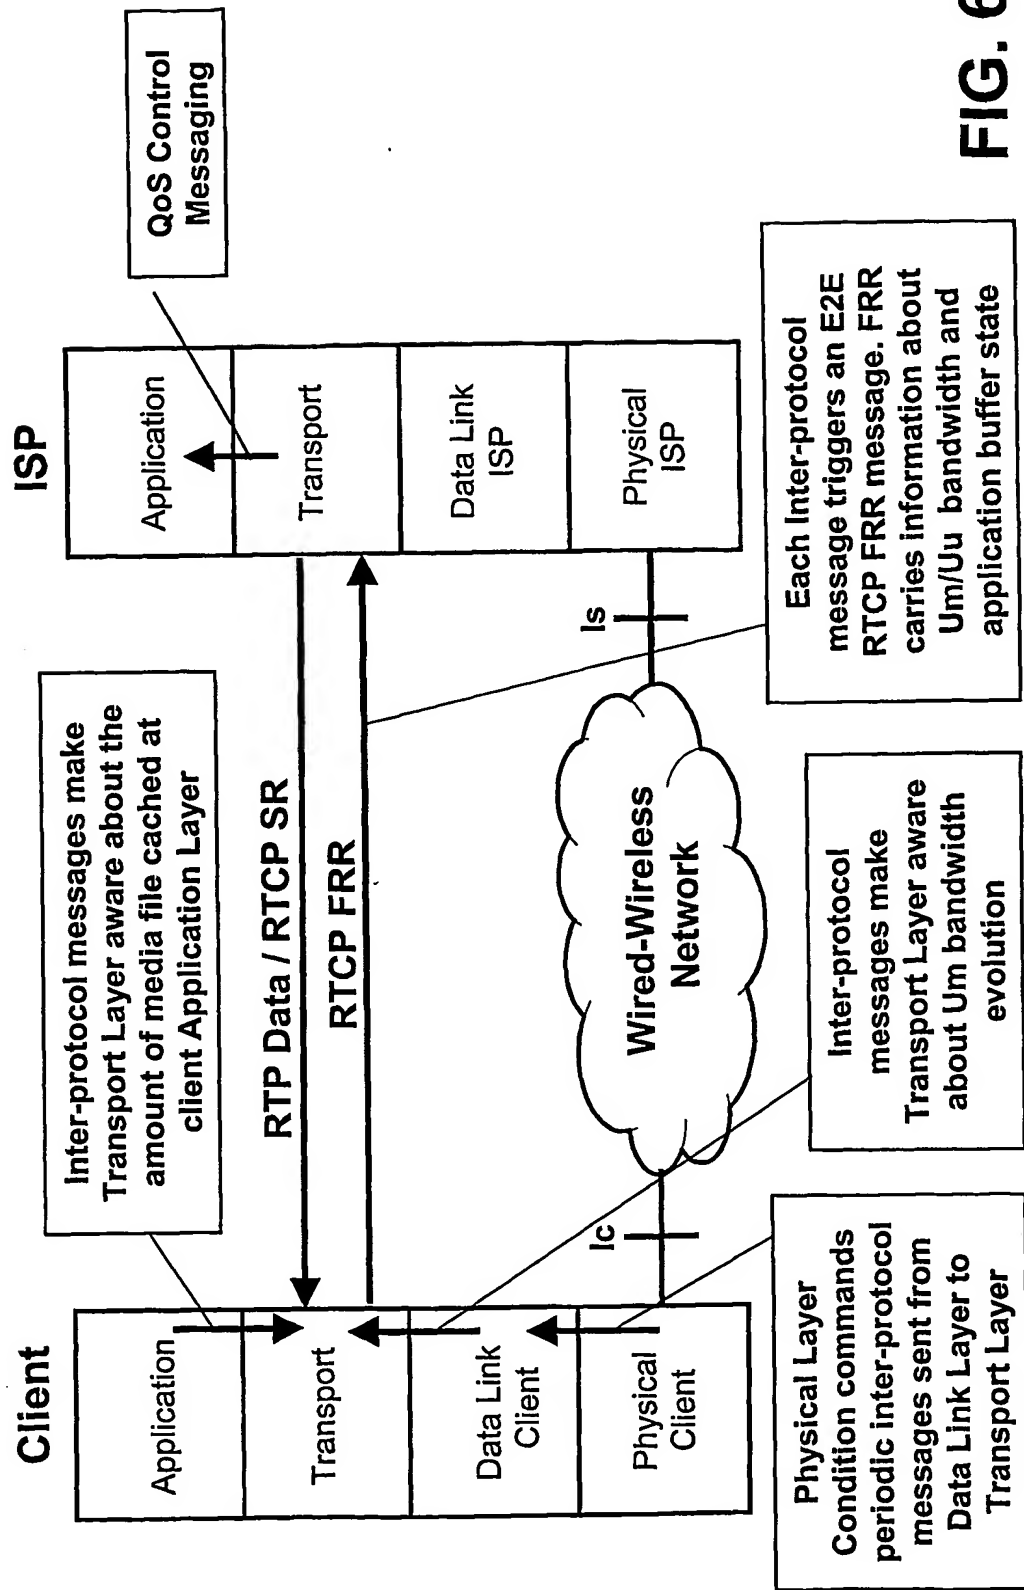 Client
ISP
Application
Transport
Data Link
Client
Physical
Client
Application
Transport
Data Link
ISP
Physical
ISP
QoS Control
Messaging
Inter-protocol messages make
Transport Layer aware about the
amount of media file cached at
client Application Layer
RTP Data / RTCP SR
RTCP FRR
Ic
Is
Wired-Wireless
Network
Physical Layer
Condition commands
periodic inter-protocol
messages sent from
Data Link Layer to
Transport Layer
Inter-protocol
messages make
Transport Layer aware
about Um bandwidth
evolution
Each Inter-protocol
message triggers an E2E
RTCP FRR message. FRR
carries information about
Um/Uu bandwidth and
application buffer state
FIG. 6